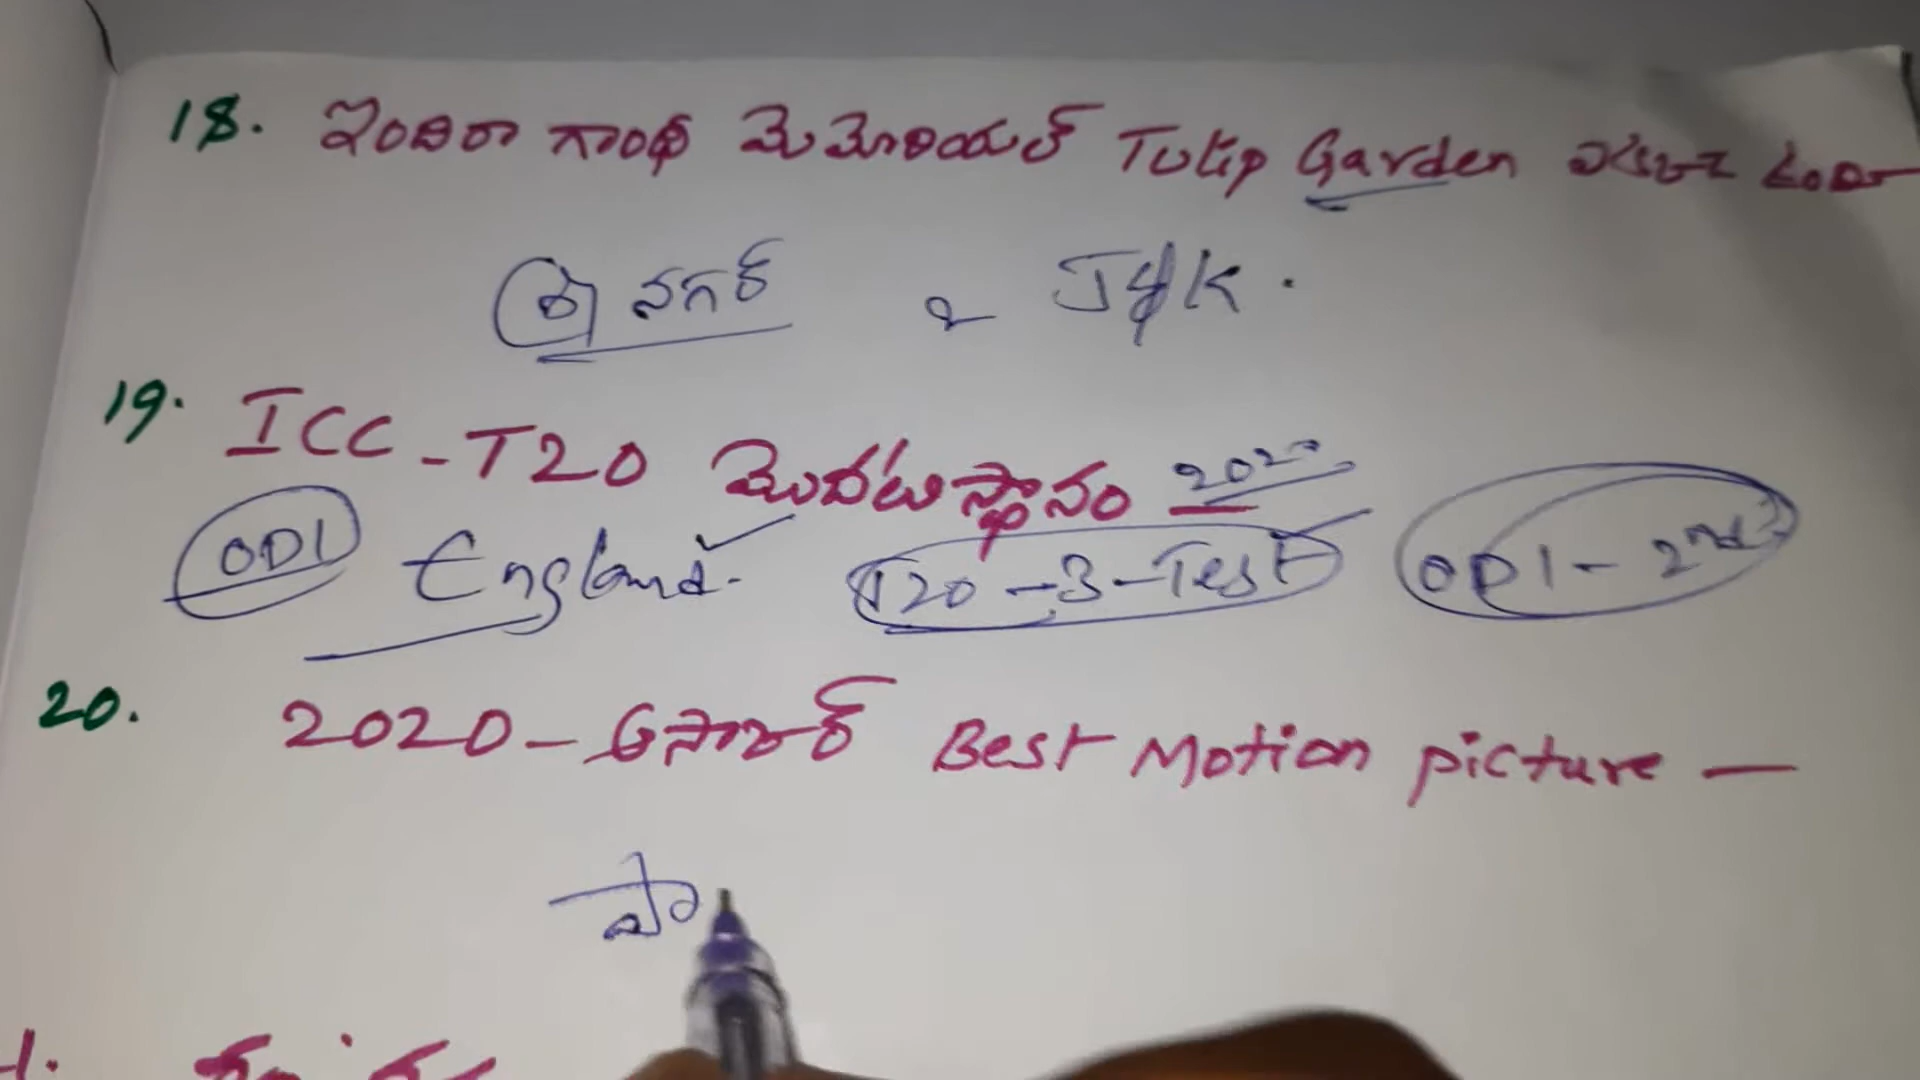 18. ఇందిరా గాంధీ మెమోరియల్ Tulip Garden ఎక్కడ ఉంది
శ్రీనగర్ - J&K.
19. ICC - T20 మొదటిస్థానం
ODI England. T20 - 3 - Test ODI - 2nd
20. 2020 - ఆస్కార్ Best Motion picture —
పా